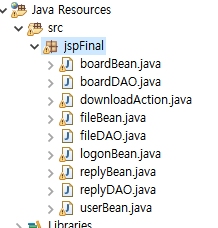 Java Resources
src
jspFinal
boardBean.java
boardDAO.java
downloadAction.java
fileBean.java
fileDAO.java
logonBean.java
replyBean.java
replyDAO.java
userBean.java
Libraries